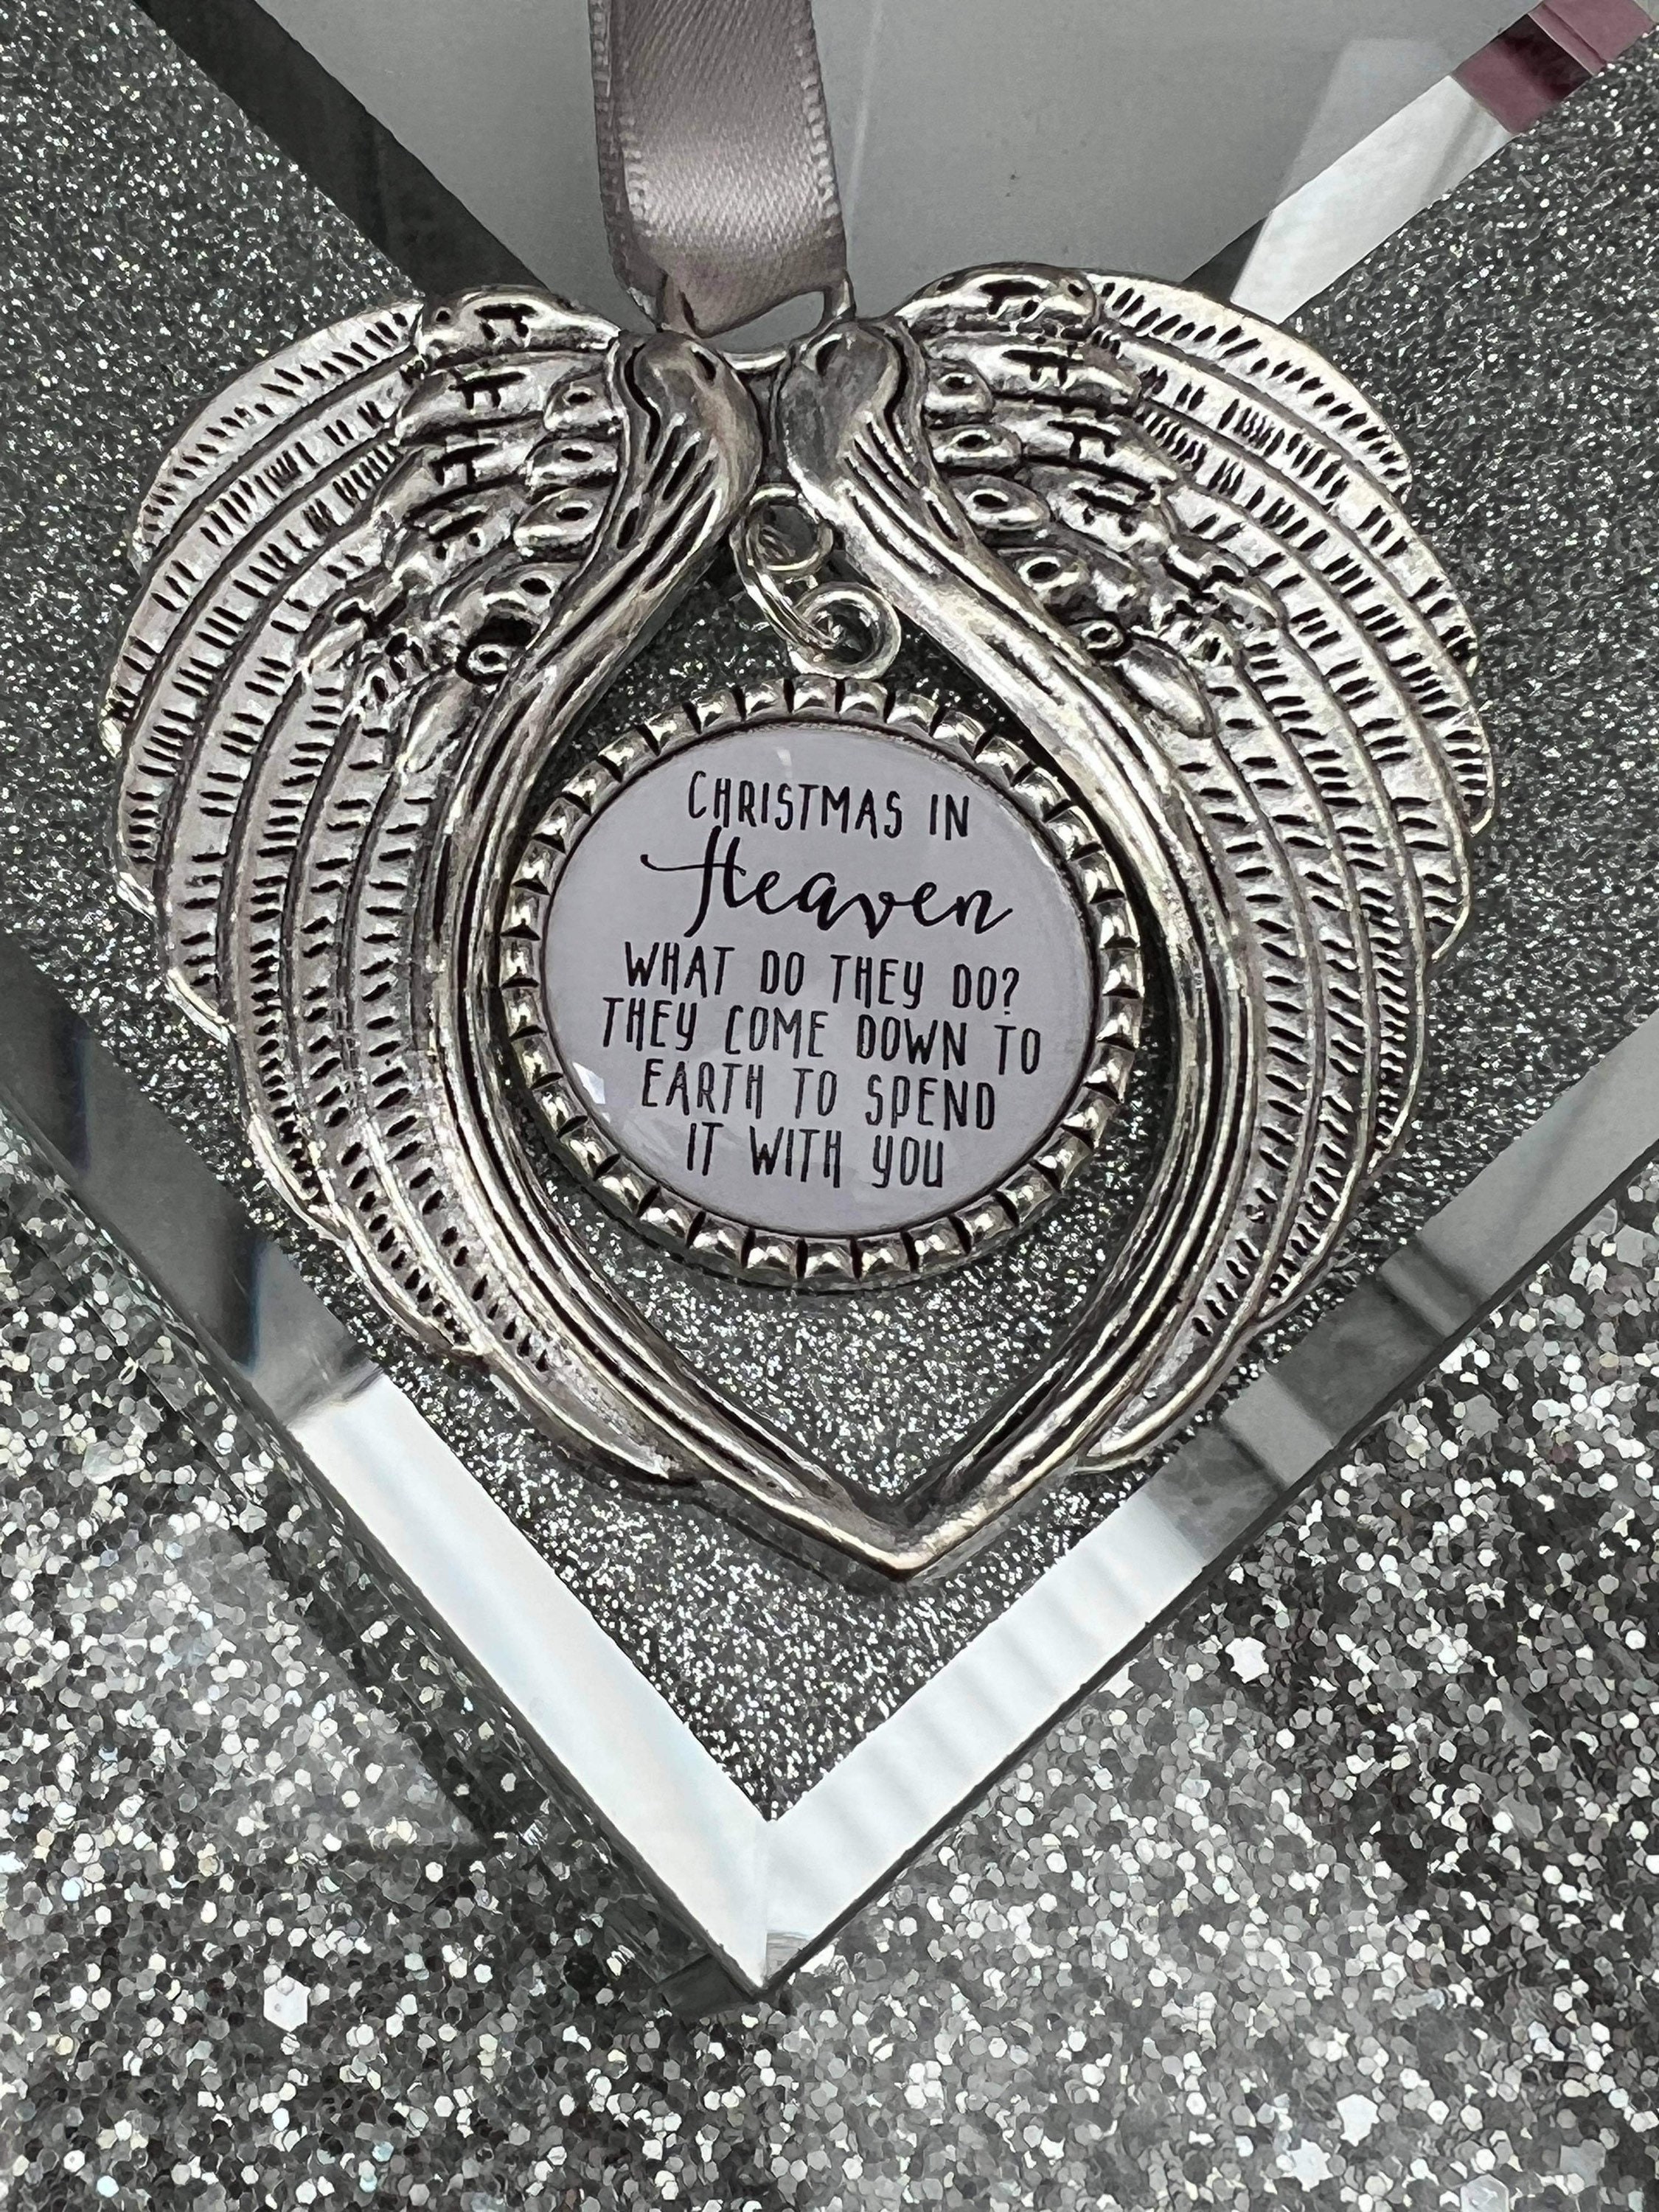 CHRISTMAS IN
Heaven
WHAT DO THEY DO?
THEY COME DOWN TO
EARTH TO SPEND
IT WITH YOU